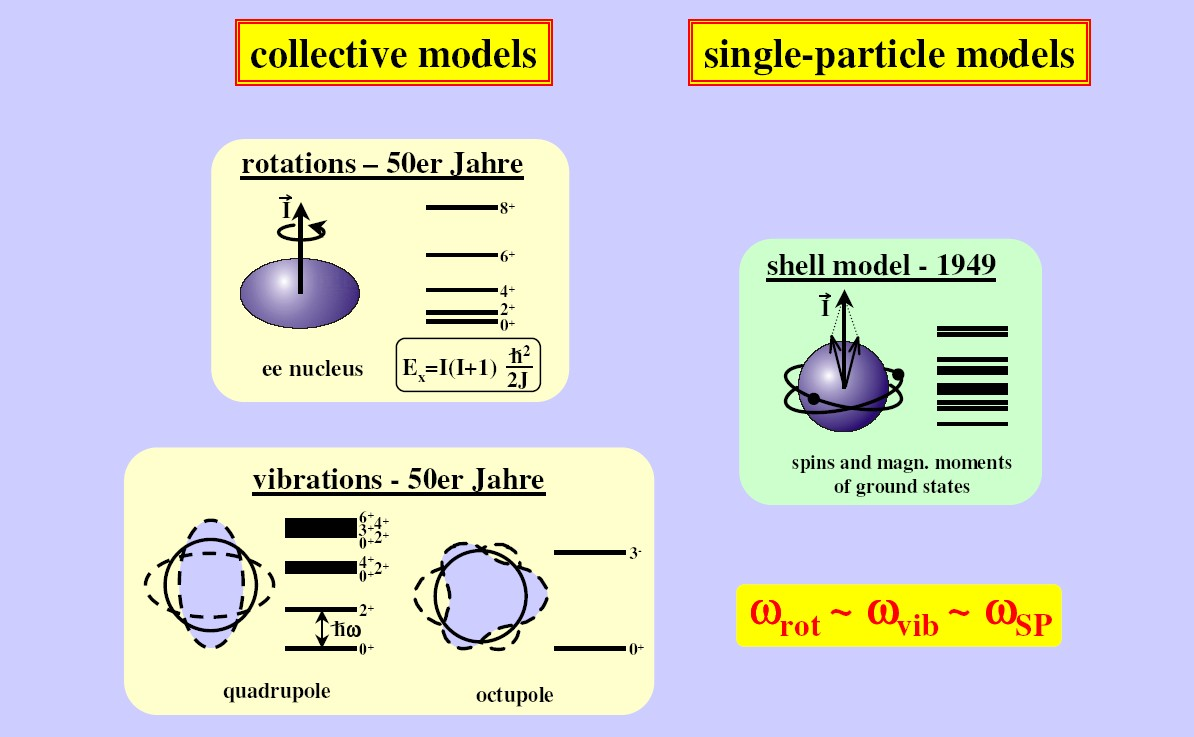 collective models
single-particle models
rotations – 50er Jahre
I
8+
6+
4+
2+
0+
ee nucleus
Ex=I(I+1) ħ²/2J
vibrations - 50er Jahre
6+
3+4+
0+2+
4+
0+2+
2+
ħω
0+
quadrupole
3-
0+
octupole
shell model - 1949
I
spins and magn. moments
of ground states
ωrot ~ ωvib ~ ωSP